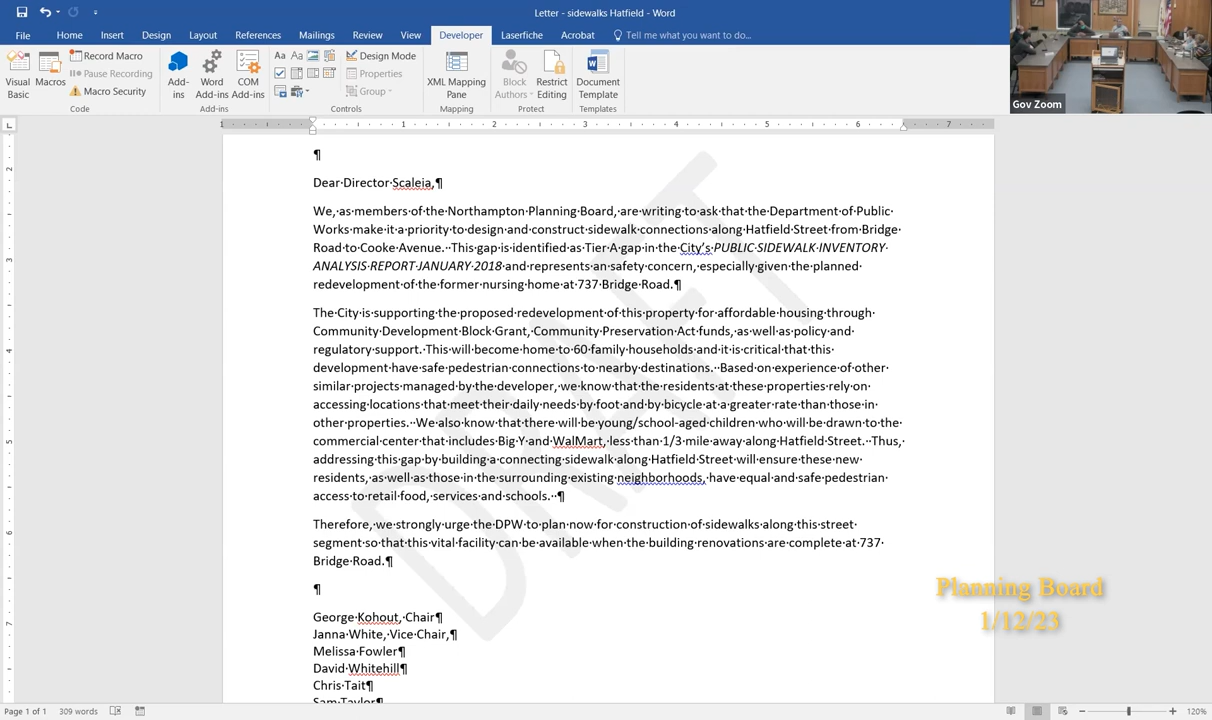 Letter - sidewalks Hatfield - Word
File Home Insert Design Layout References Mailings Review View Developer Laserfiche Acrobat Tell me what you want to do...
Visual Basic
Macros
Record Macro
Pause Recording
Macro Security
Code
Add-ins
Word Add-ins
COM Add-ins
Add-ins
Design Mode
Properties
Group
Controls
XML Mapping Pane
Mapping
Block Authors
Restrict Editing
Protect
Document Template
Templates
Gov Zoom
DRAFT
¶
Dear Director Scaleia,¶
We, as members of the Northampton Planning Board, are writing to ask that the Department of Public
Works make it a priority to design and construct sidewalk connections along Hatfield Street from Bridge
Road to Cooke Avenue. This gap is identified as Tier A gap in the City's PUBLIC SIDEWALK INVENTORY
ANALYSIS REPORT JANUARY 2018 and represents an safety concern, especially given the planned
redevelopment of the former nursing home at 737 Bridge Road.¶
The City is supporting the proposed redevelopment of this property for affordable housing through
Community Development Block Grant, Community Preservation Act funds, as well as policy and
regulatory support. This will become home to 60 family households and it is critical that this
development have safe pedestrian connections to nearby destinations. Based on experience of other
similar projects managed by the developer, we know that the residents at these properties rely on
accessing locations that meet their daily needs by foot and by bicycle at a greater rate than those in
other properties. We also know that there will be young/school-aged children who will be drawn to the
commercial center that includes Big Y and WalMart, less than 1/3 mile away along Hatfield Street. Thus,
addressing this gap by building a connecting sidewalk along Hatfield Street will ensure these new
residents, as well as those in the surrounding existing neighborhoods, have equal and safe pedestrian
access to retail food, services and schools. ¶
Therefore, we strongly urge the DPW to plan now for construction of sidewalks along this street
segment so that this vital facility can be available when the building renovations are complete at 737
Bridge Road.¶
¶
George Kohout, Chair¶
Janna White, Vice Chair,¶
Melissa Fowler¶
David Whitehill¶
Chris Tait¶
Sam Taylor¶
Planning Board
1/12/23
Page 1 of 1 309 words 120%